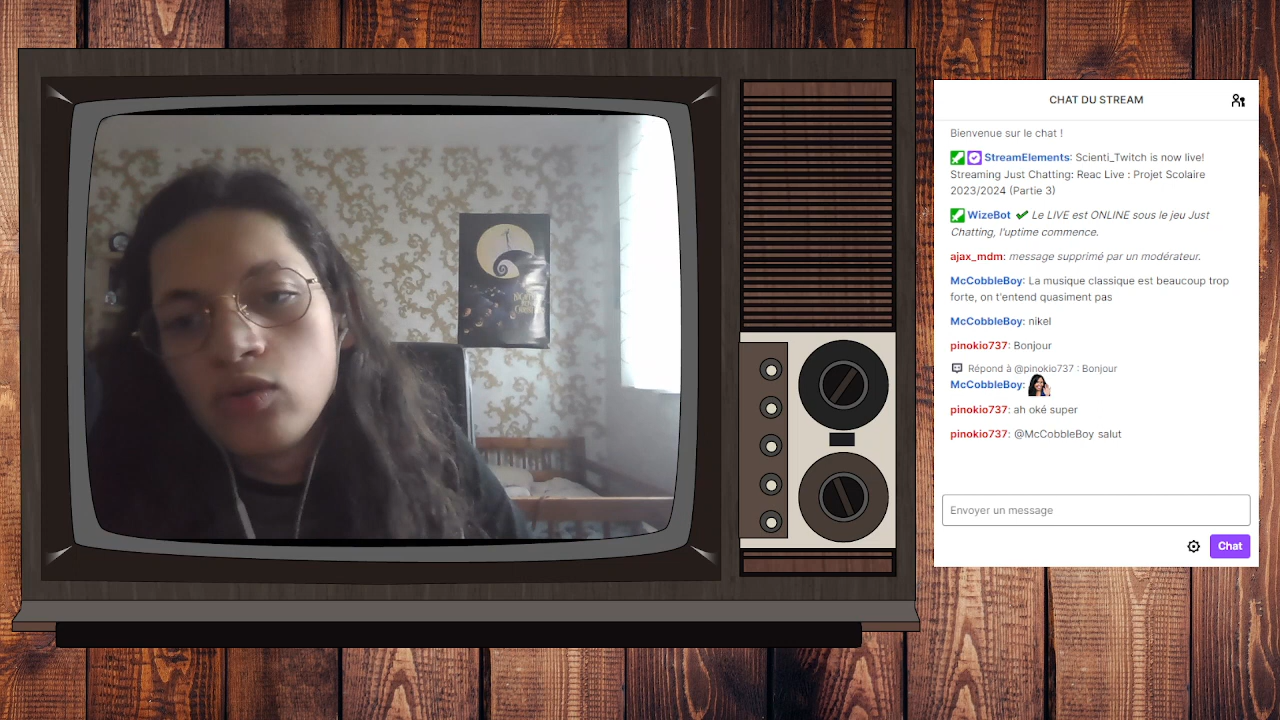 CHAT DU STREAM
Bienvenue sur le chat !
StreamElements: Scienti_Twitch is now live!
Streaming Just Chatting: Reac Live : Projet Scolaire
2023/2024 (Partie 3)
WizeBot Le LIVE est ONLINE sous le jeu Just
Chatting, l'uptime commence.
ajax_mdm: message supprimé par un modérateur.
McCobbleBoy: La musique classique est beaucoup trop
forte, on t'entend quasiment pas
McCobbleBoy: nikel
pinokio737: Bonjour
Répond à @pinokio737 : Bonjour
McCobbleBoy:
pinokio737: ah oké super
pinokio737: @McCobbleBoy salut
Envoyer un message
Chat